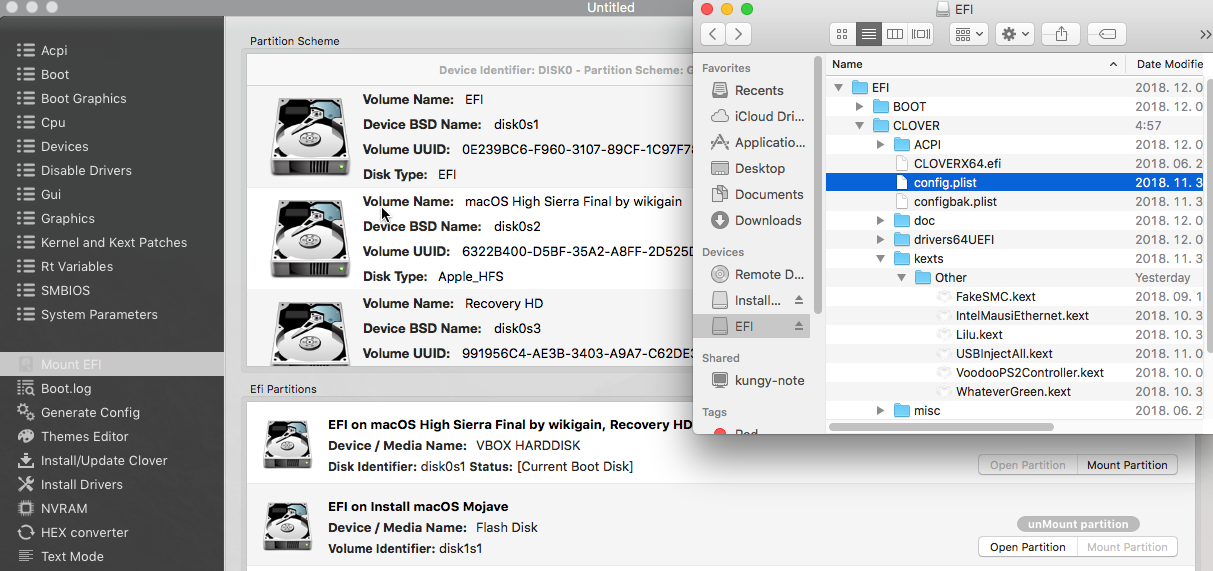 Untitled
Acpi
Boot
Boot Graphics
Cpu
Devices
Disable Drivers
Gui
Graphics
Kernel and Kext Patches
Rt Variables
SMBIOS
System Parameters
Mount EFI
Boot.log
Generate Config
Themes Editor
Install/Update Clover
Install Drivers
NVRAM
HEX converter
Text Mode
Partition Scheme
Device Identifier: DISK0 - Partition Scheme: G
Volume Name: EFI
Device BSD Name: disk0s1
Volume UUID: 0E239BC6-F960-3107-89CF-1C97F78
Disk Type: EFI
Volume Name: macOS High Sierra Final by wikigain
Device BSD Name: disk0s2
Volume UUID: 6322B400-D5BF-35A2-A8FF-2D525D
Disk Type: Apple_HFS
Volume Name: Recovery HD
Device BSD Name: disk0s3
Volume UUID: 991956C4-AE3B-3403-A9A7-C62DE3
Efi Partitions
EFI on macOS High Sierra Final by wikigain, Recovery HD
Device / Media Name: VBOX HARDDISK
Disk Identifier: disk0s1 Status: [Current Boot Disk]
Open Partition Mount Partition
EFI on Install macOS Mojave
Device / Media Name: Flash Disk
Volume Identifier: disk1s1
unMount partition
Open Partition Mount Partition
EFI
Favorites
Recents
iCloud Dri...
Applicatio...
Desktop
Documents
Downloads
Devices
Remote D...
Install...
EFI
Shared
kungy-note
Tags
Name Date Modifie
EFI 2018. 12. 0
BOOT 2018. 12. 0
CLOVER 4:57
ACPI 2018. 12. 0
CLOVERX64.efi 2018. 06. 2
config.plist 2018. 11. 3
configbak.plist 2018. 11. 3
doc 2018. 12. 0
drivers64UEFI 2018. 12. 0
kexts 2018. 11. 3
Other Yesterday
FakeSMC.kext 2018. 09. 1
IntelMausiEthernet.kext 2018. 10. 3
Lilu.kext 2018. 10. 3
USBInjectAll.kext 2018. 11. 0
VoodooPS2Controller.kext 2018. 10. 0
WhateverGreen.kext 2018. 10. 3
misc 2018. 06. 2